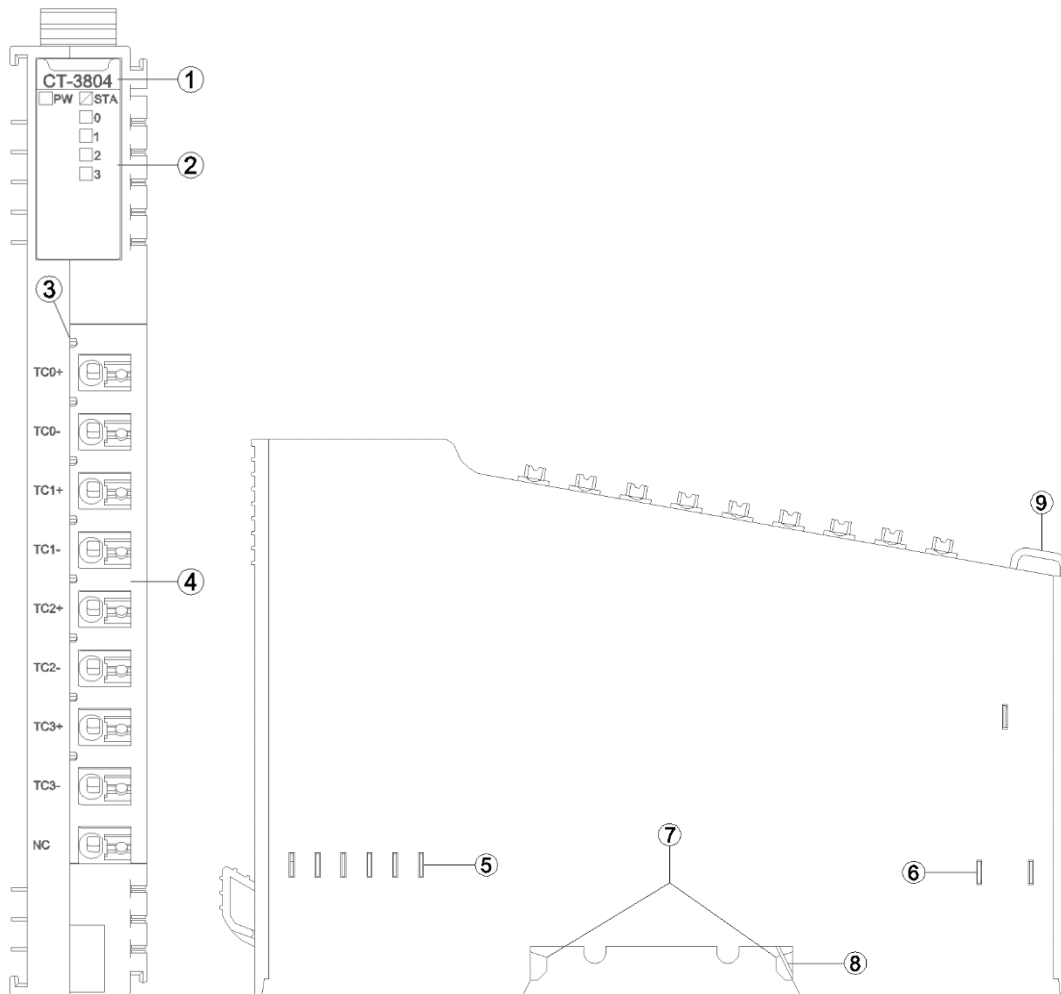 CT-3804
①
PW
STA
0
1
2
②
3
③
TC0+
TC0-
TC1+
TC1-
④
TC2+
TC2-
TC3+
TC3-
NC
⑨
⑦
⑤
⑥
⑧